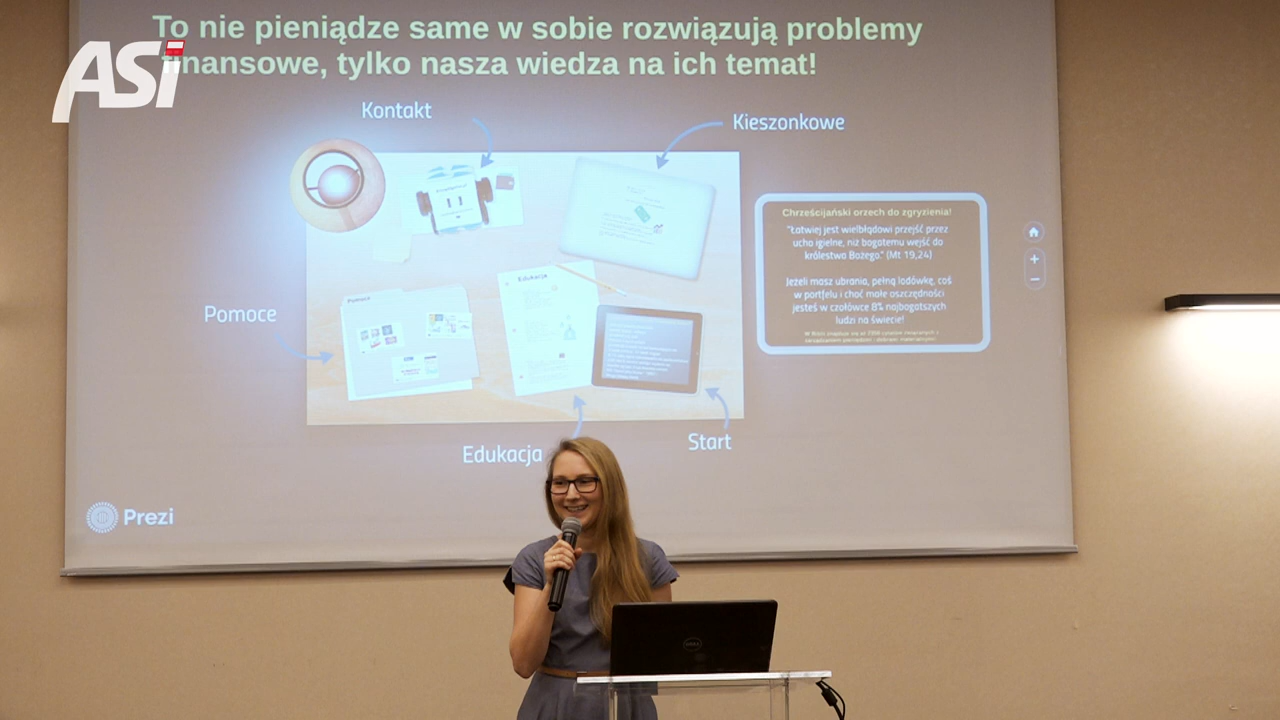 To nie pieniądze same w sobie rozwiązują problemy
finansowe, tylko nasza wiedza na ich temat!
ASi
Kontakt
Kieszonkowe
Chrześcijański orzech do zgryzienia!
"Łatwiej jest wielbłądowi przejść przez
ucho igielne, niż bogatemu wejść do
królestwa Bożego." (Mt 19,24)
Jeżeli masz ubrania, pełną lodówkę, coś
w portfelu i choć małe oszczędności
jesteś w czołówce 8% najbogatszych
ludzi na świecie!
Edukacja
Pomoce
Pomoce
Start
Edukacja
Prezi
DELL